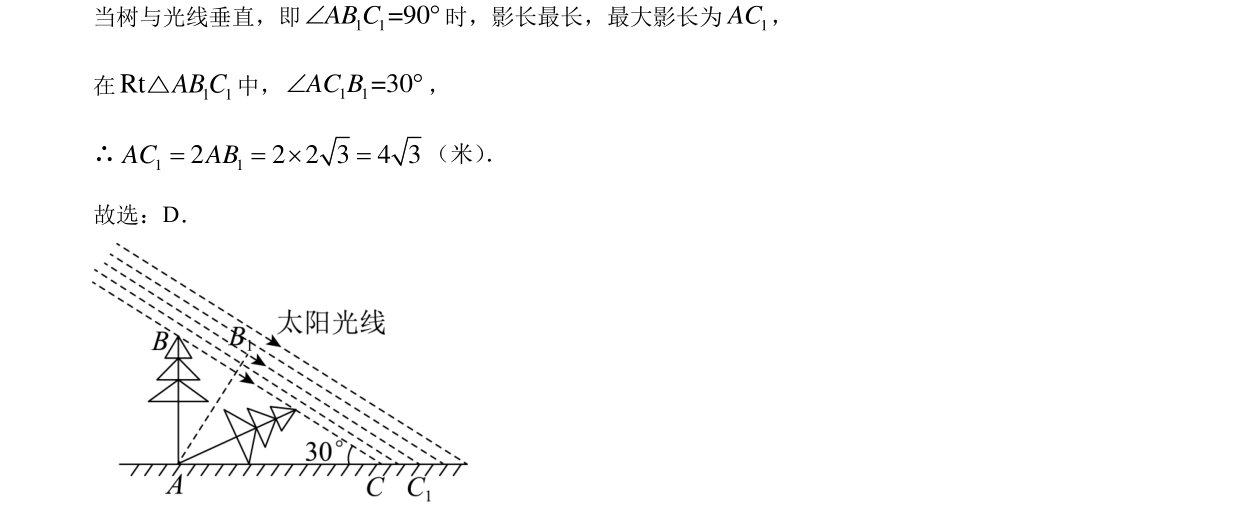 当树与光线垂直，即∠AB₁C₁=90°时，影长最长，最大影长为AC₁，
在Rt△AB₁C₁中，∠AC₁B₁=30°，
∴AC₁=2AB₁=2×2√3=4√3（米）．
故选：D．
太阳光线
B
B₁
30°
A
C
C₁